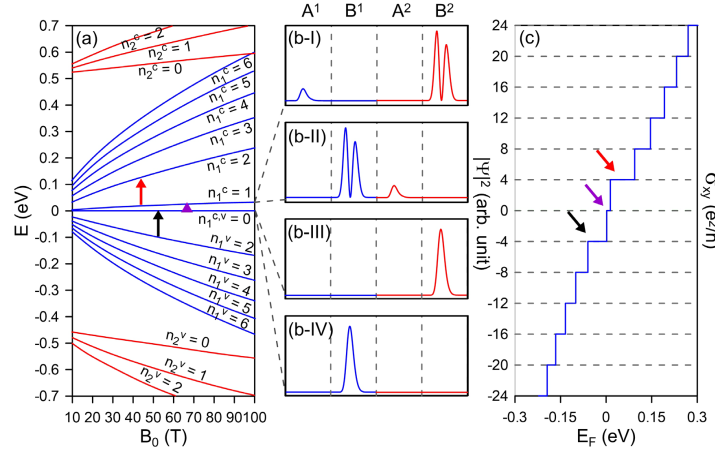 (a)
n₂ᶜ = 2
n₂ᶜ = 1
n₂ᶜ = 0
n₁ᶜ = 6
n₁ᶜ = 5
n₁ᶜ = 4
n₁ᶜ = 3
n₁ᶜ = 2
n₁ᶜ = 1
n₁ᶜ,ᵛ = 0
n₁ᵛ = 2
n₁ᵛ = 3
n₁ᵛ = 4
n₁ᵛ = 5
n₁ᵛ = 6
n₂ᵛ = 0
n₂ᵛ = 1
n₂ᵛ = 2
E (eV)
0.7
0.6
0.5
0.4
0.3
0.2
0.1
0
-0.1
-0.2
-0.3
-0.4
-0.5
-0.6
-0.7
10 20 30 40 50 60 70 80 90 100
B₀ (T)
A¹ B¹ A² B²
(b-I)
(b-II)
(b-III)
(b-IV)
|Ψ|² (arb. unit)
(c)
24
20
16
12
8
4
0
-4
-8
-12
-16
-20
-24
-0.3 -0.15 0 0.15 0.3
E_F (eV)
σ_xy (e²/h)